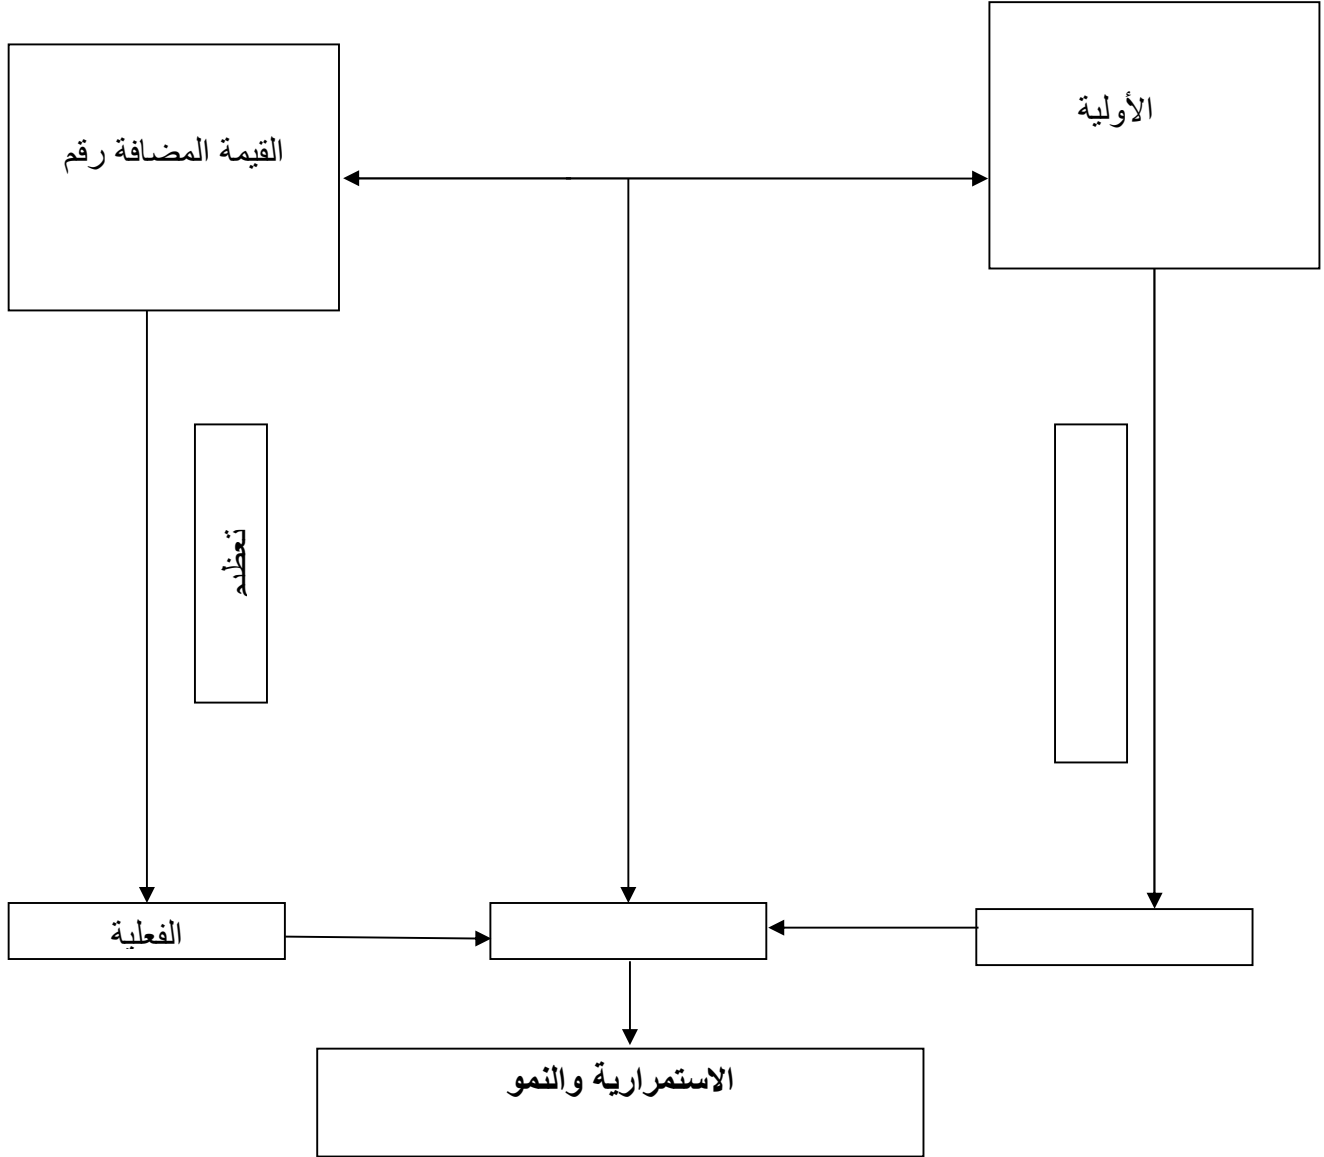 الأولية
القيمة المضافة رقم
تعظيم
الفعلية
الاستمرارية والنمو